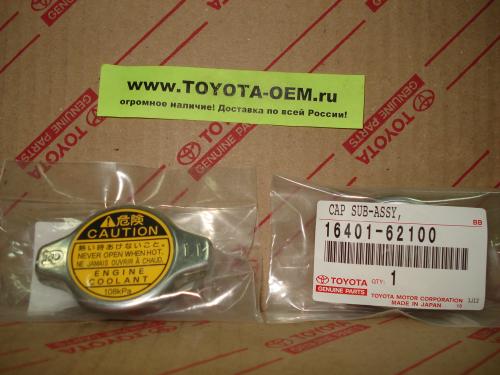 www.TOYOTA-OEM.ru
огромное наличие! Доставка по всей России!
TOYOTA
GENUINE PARTS
危険
CAUTION
熱い時あけないこと。
NEVER OPEN WHEN HOT.
NE JAMAIS OUVRIR À CHAUD.
ENGINE
COOLANT
108kPa
CAP SUB-ASSY,
BB
16401-62100
TOYOTA
GENUINE PARTS
QTY:
1
TOYOTA MOTOR CORPORATION
MADE IN JAPAN